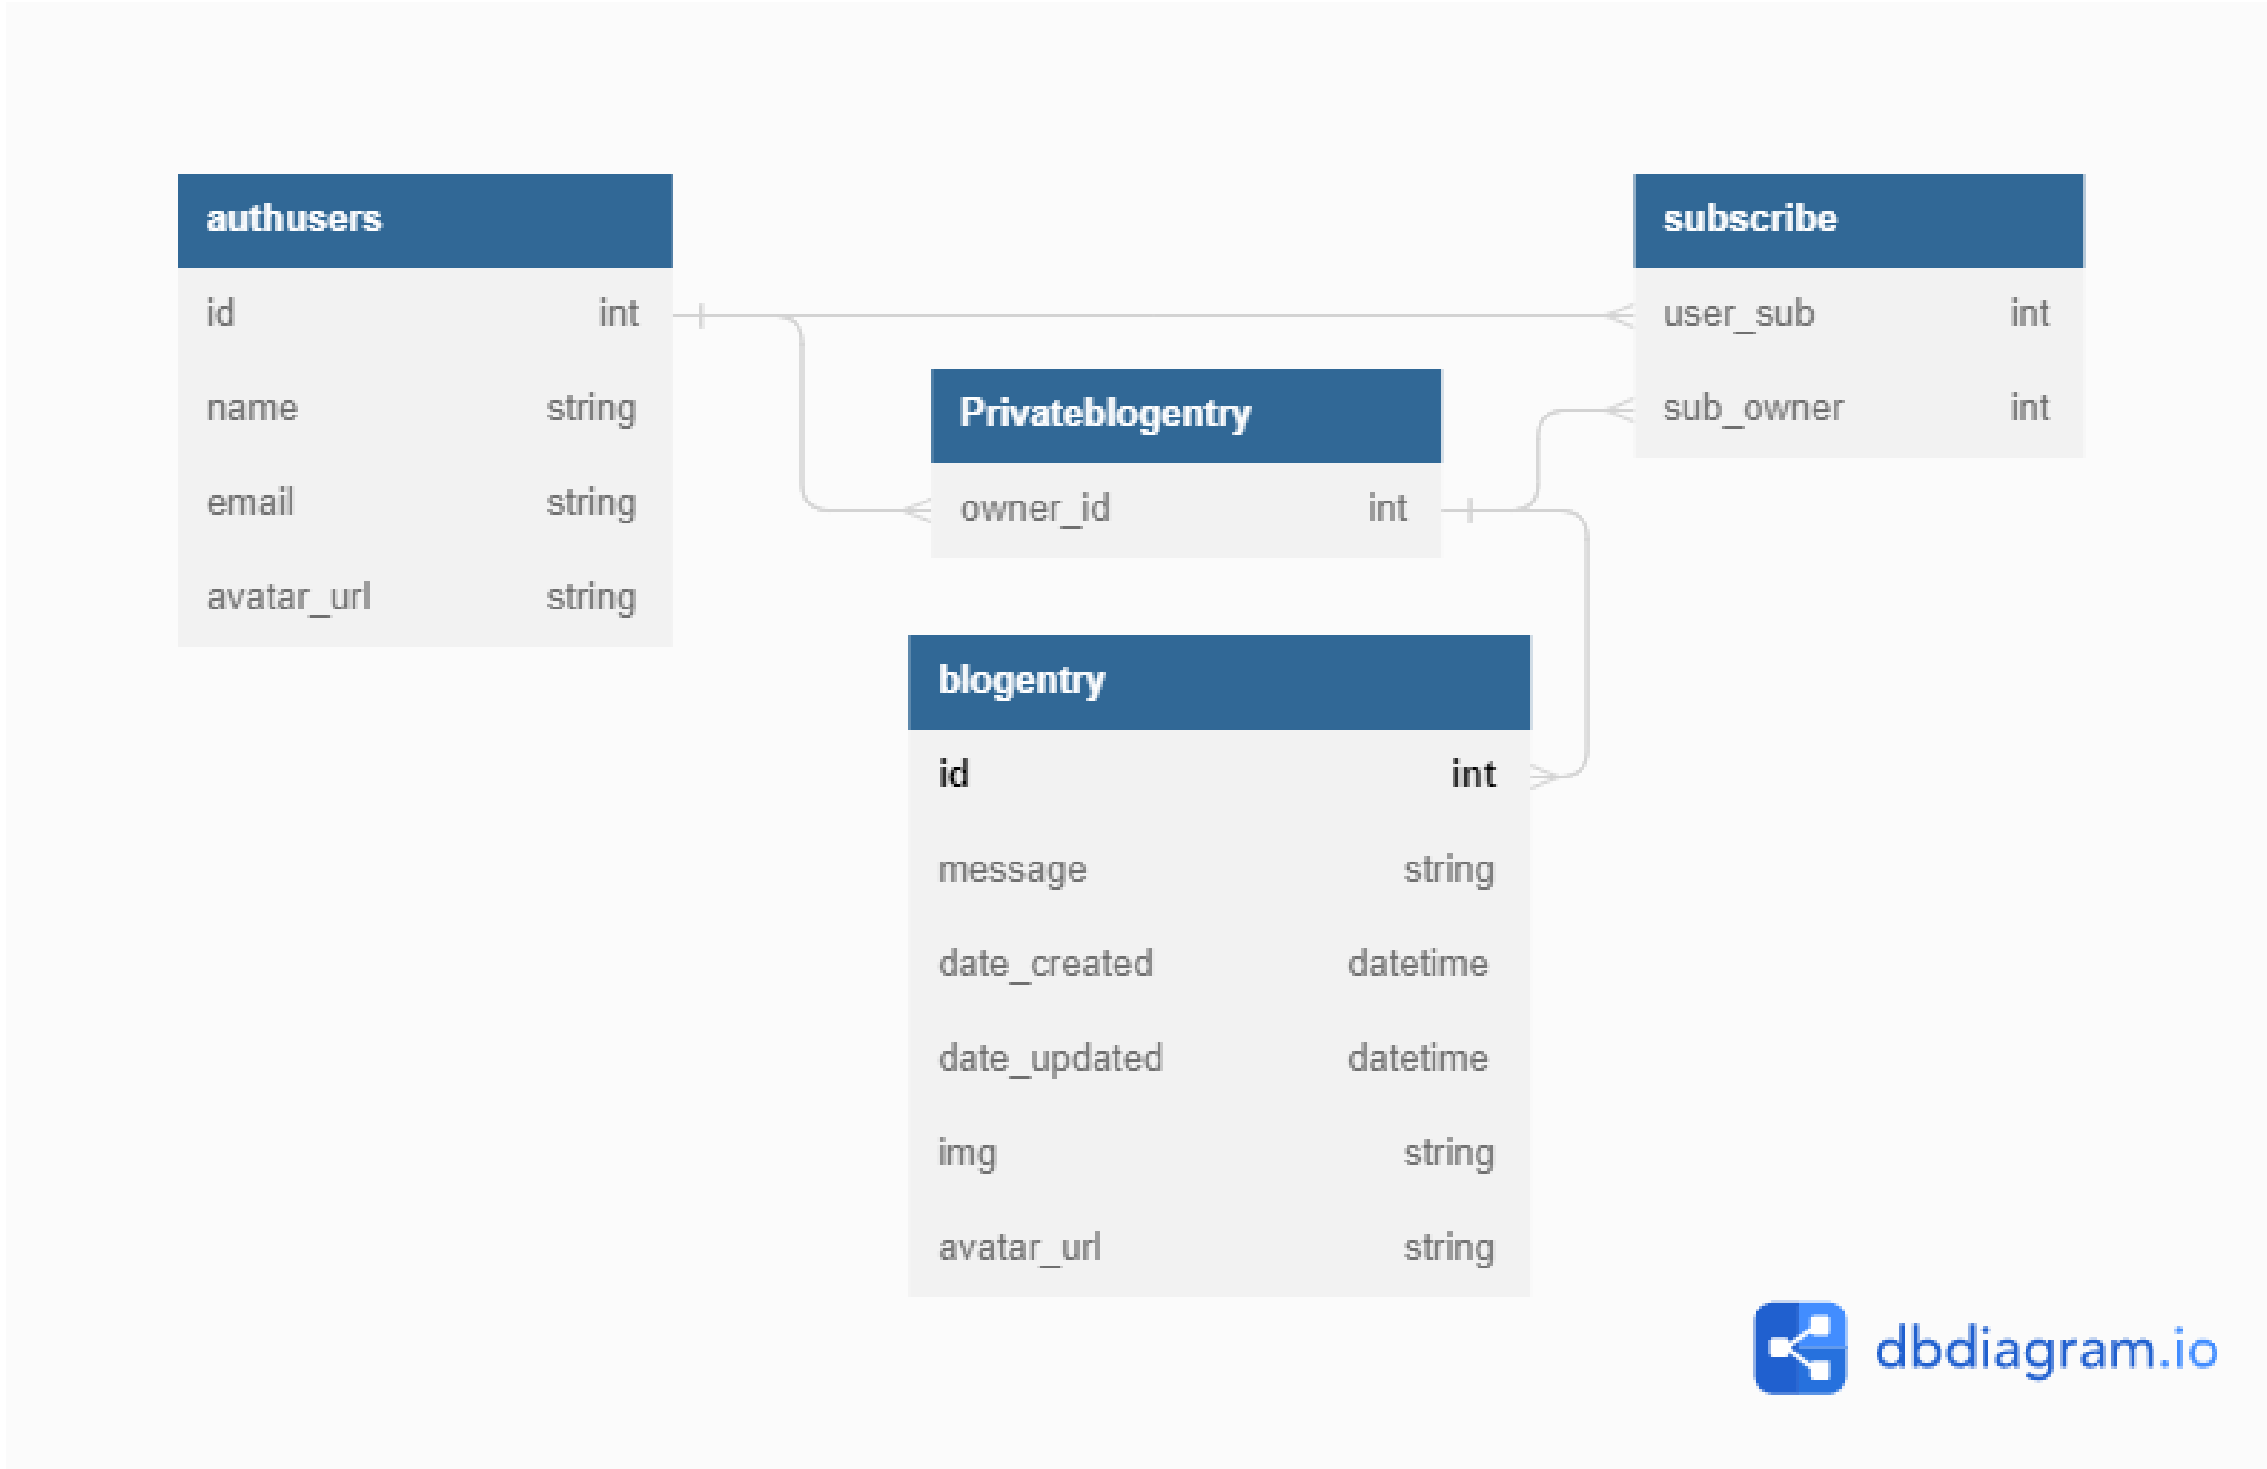 authusers
id int
name string
email string
avatar_url string
subscribe
user_sub int
sub_owner int
Privateblogentry
owner_id int
blogentry
id int
message string
date_created datetime
date_updated datetime
img string
avatar_url string
dbdiagram.io